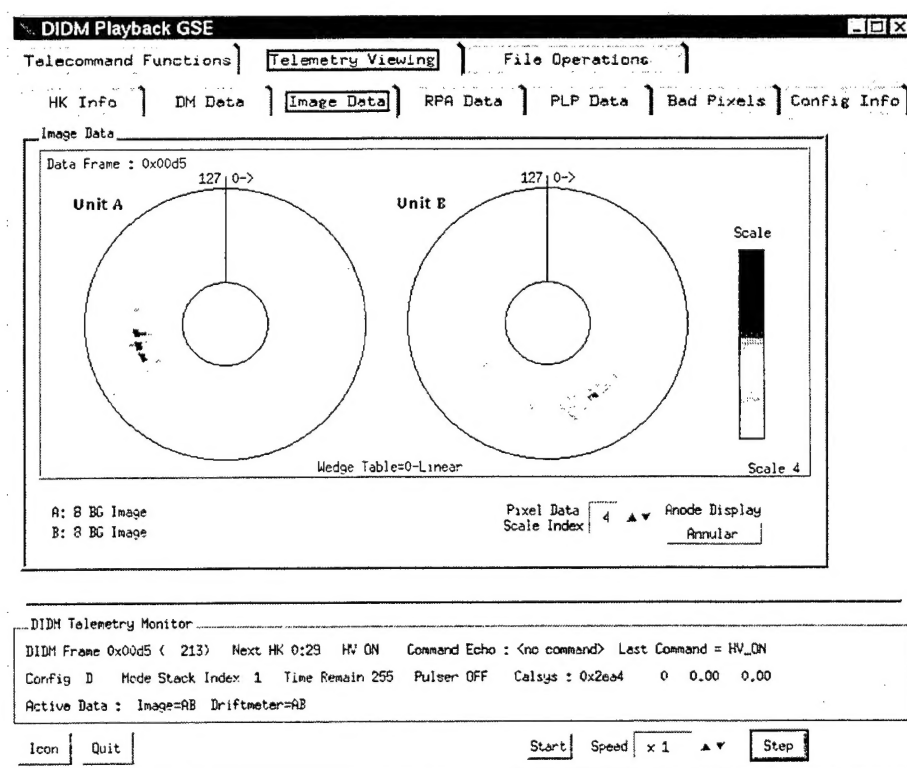 DIDM Playback GSE
Telecommand Functions Telemetry Viewing File Operations
HK Info DM Data Image Data RPA Data PLP Data Bad Pixels Config Info
Image Data
Data Frame : 0x00d5
127 0-> 127 0->
Unit A Unit B
Scale
Wedge Table=0-Linear Scale 4
A: 8 BG Image
B: 8 BG Image
Pixel Data
Scale Index 4 ▲▼
Anode Display
Annular
DIDM Telemetry Monitor
DIDM Frame 0x00d5 ( 213) Next HK 0:29 HV ON Command Echo : <no command> Last Command = HV_ON
Config D Mode Stack Index 1 Time Remain 255 Pulser OFF Calsys : 0x2ea4 0 0.00 0.00
Active Data : Image=AB Driftmeter=AB
Icon Quit Start Speed x 1 ▲▼ Step